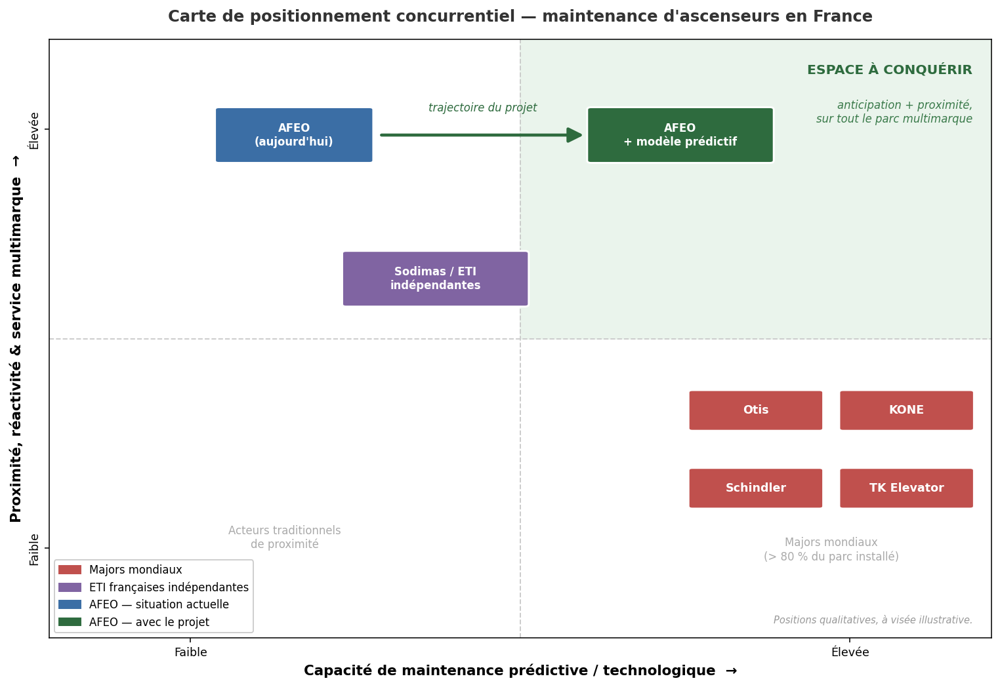 Carte de positionnement concurrentiel — maintenance d'ascenseurs en France
ESPACE À CONQUÉRIR
anticipation + proximité,
sur tout le parc multimarque
trajectoire du projet
AFEO
(aujourd'hui)
AFEO
+ modèle prédictif
Sodimas / ETI
indépendantes
Otis
KONE
Schindler
TK Elevator
Acteurs traditionnels
de proximité
Majors mondiaux
(> 80 % du parc installé)
Majors mondiaux
ETI françaises indépendantes
AFEO — situation actuelle
AFEO — avec le projet
Positions qualitatives, à visée illustrative.
Élevée
Faible
Proximité, réactivité & service multimarque →
Faible
Élevée
Capacité de maintenance prédictive / technologique →